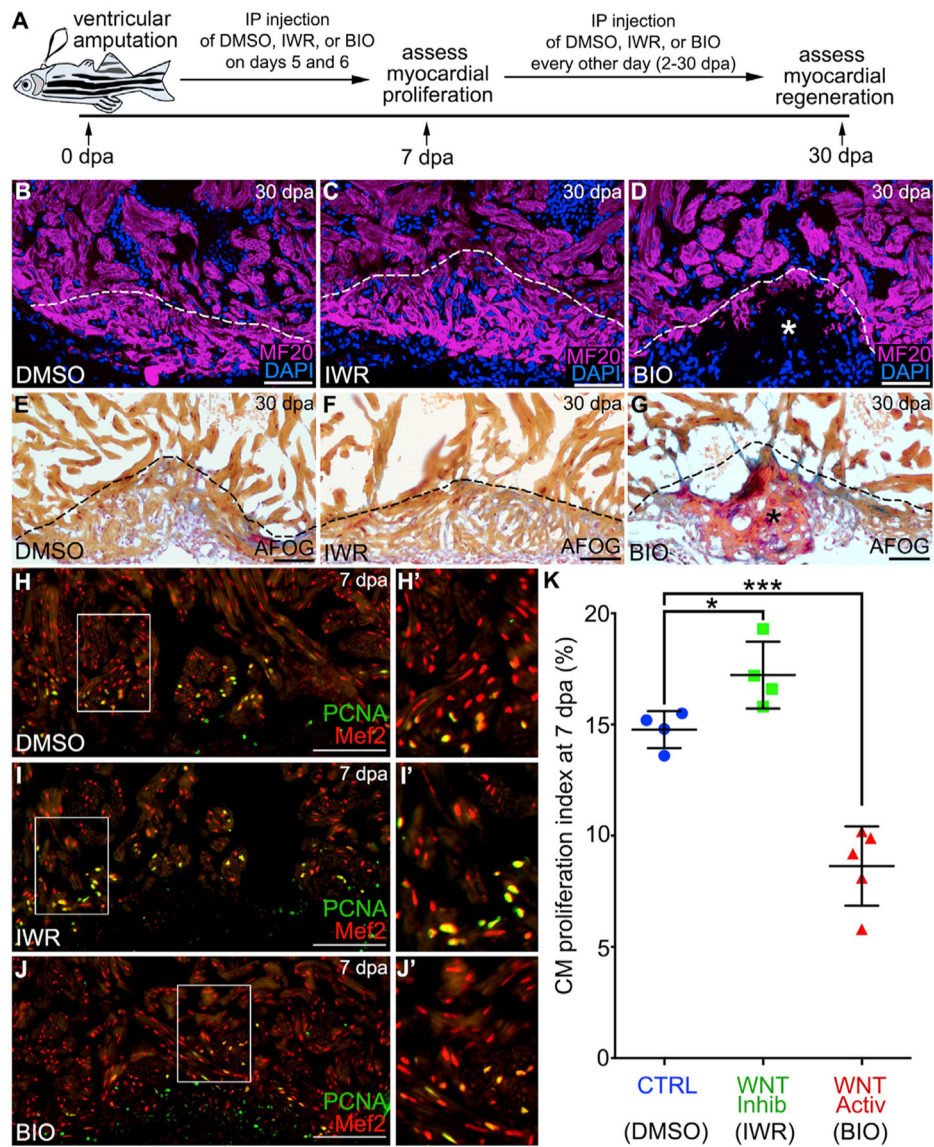 A
ventricular
amputation
IP injection
of DMSO, IWR, or BIO
on days 5 and 6
assess
myocardial
proliferation
IP injection
of DMSO, IWR, or BIO
every other day (2-30 dpa)
assess
myocardial
regeneration
0 dpa
7 dpa
30 dpa
B
30 dpa
MF20
DAPI
DMSO
C
30 dpa
MF20
DAPI
IWR
D
30 dpa
*
MF20
DAPI
BIO
E
30 dpa
DMSO
AFOG
F
30 dpa
IWR
AFOG
G
30 dpa
*
BIO
AFOG
H
7 dpa
PCNA
Mef2
DMSO
H'
I
7 dpa
PCNA
Mef2
IWR
I'
J
7 dpa
PCNA
Mef2
BIO
J'
K
***
*
CM proliferation index at 7 dpa (%)
20
15
10
5
0
CTRL
(DMSO)
WNT
Inhib
(IWR)
WNT
Activ
(BIO)